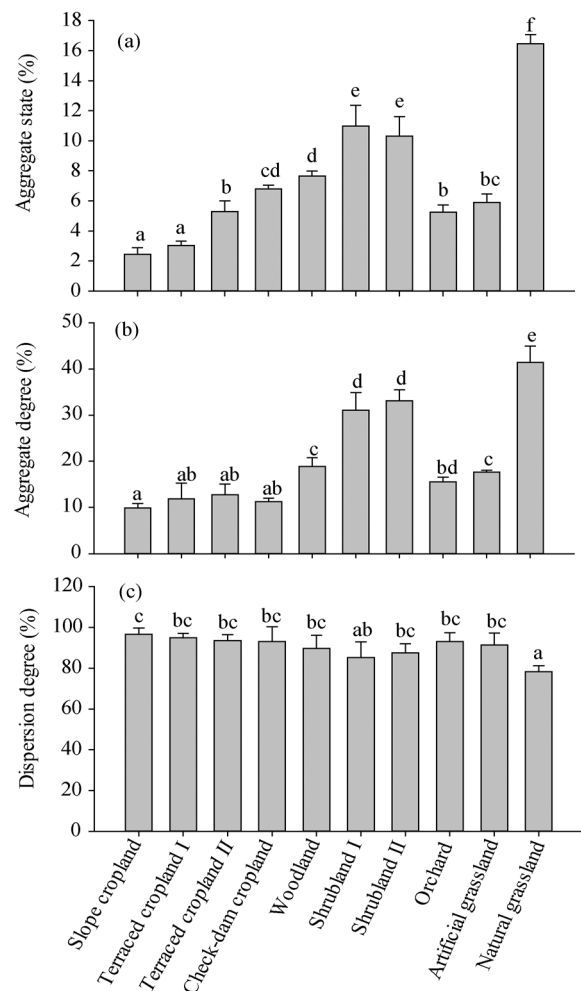 18
16
14
12
10
8
6
4
2
0
Aggregate state (%)
(a)
a
a
b
cd
d
e
e
b
bc
f
50
40
30
20
10
0
Aggregate degree (%)
(b)
a
ab
ab
ab
c
d
d
bd
c
e
120
100
80
60
40
20
0
Dispersion degree (%)
(c)
c
bc
bc
bc
bc
ab
bc
bc
bc
a
Slope cropland
Terraced cropland I
Terraced cropland II
Check-dam cropland
Woodland
Shrubland I
Shrubland II
Orchard
Artificial grassland
Natural grassland